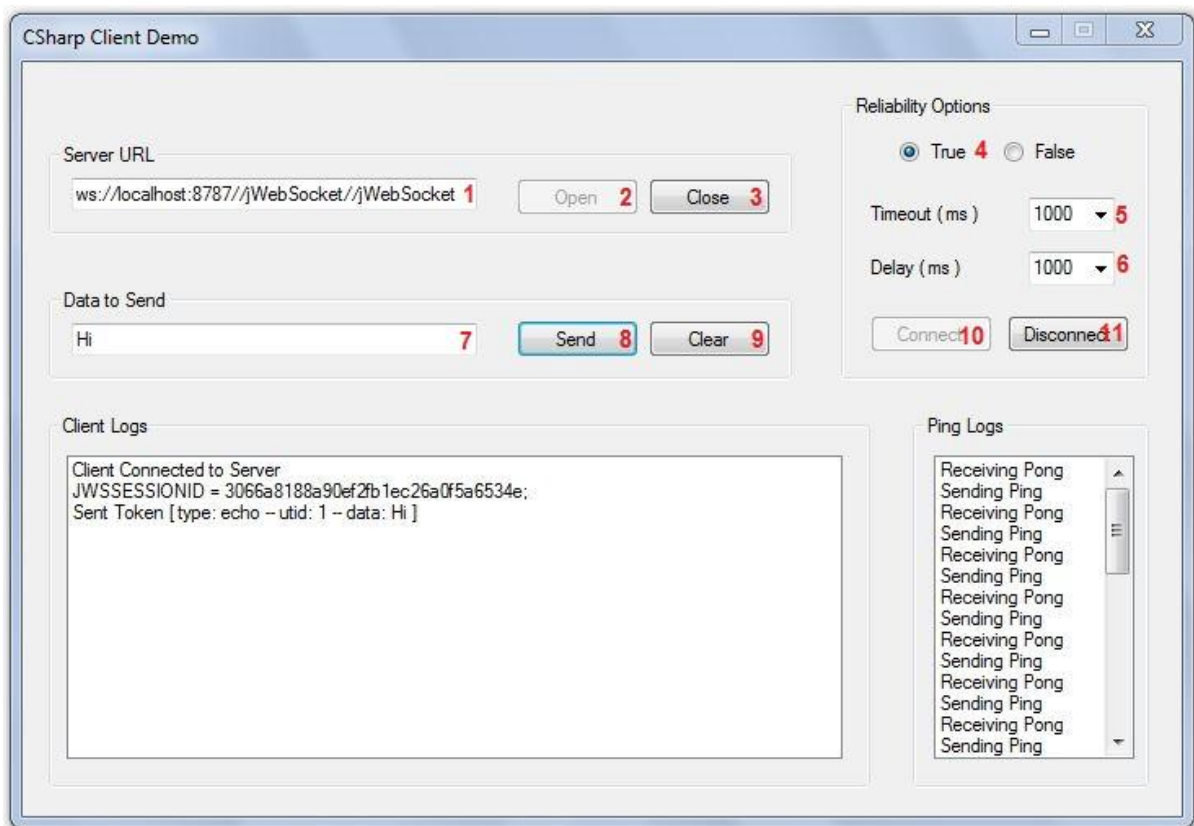 CSharp Client Demo
Reliability Options
True 4 False
Server URL
ws://localhost:8787//jWebSocket//jWebSocket 1 Open 2 Close 3
Timeout ( ms ) 1000 5
Delay ( ms ) 1000 6
Data to Send
Hi 7 Send 8 Clear 9
Connect 10 Disconnect 11
Client Logs
Client Connected to Server
JWSSESSIONID = 3066a8188a90ef2fb1ec26a0f5a6534e;
Sent Token [ type: echo -- utid: 1 -- data: Hi ]
Ping Logs
Receiving Pong
Sending Ping
Receiving Pong
Sending Ping
Receiving Pong
Sending Ping
Receiving Pong
Sending Ping
Receiving Pong
Sending Ping
Receiving Pong
Sending Ping
Receiving Pong
Sending Ping